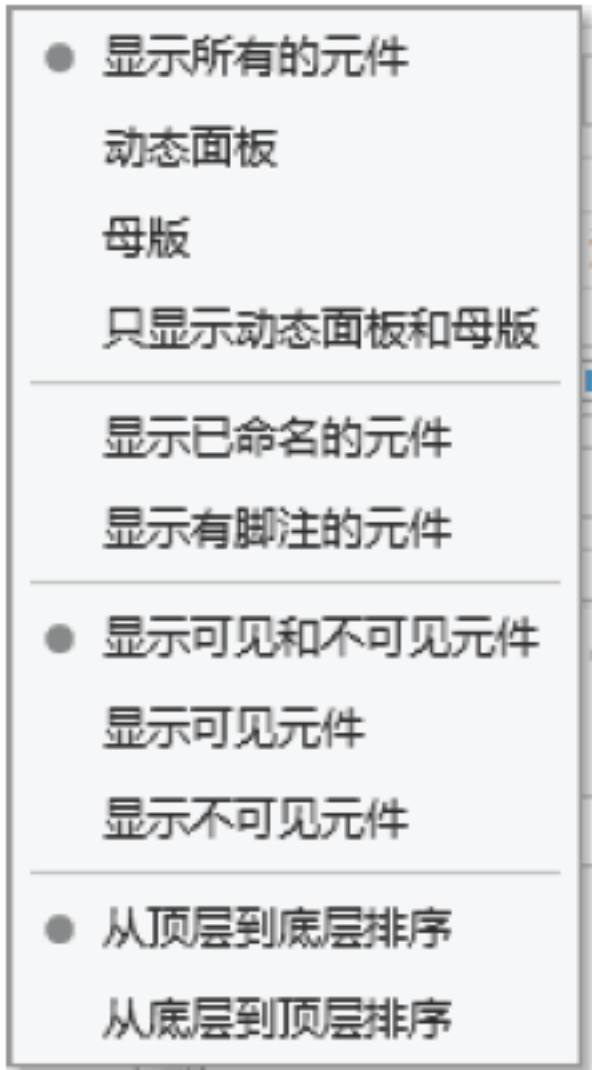 显示所有的元件
动态面板
母版
只显示动态面板和母版
显示已命名的元件
显示有脚注的元件
显示可见和不可见元件
显示可见元件
显示不可见元件
从顶层到底层排序
从底层到顶层排序